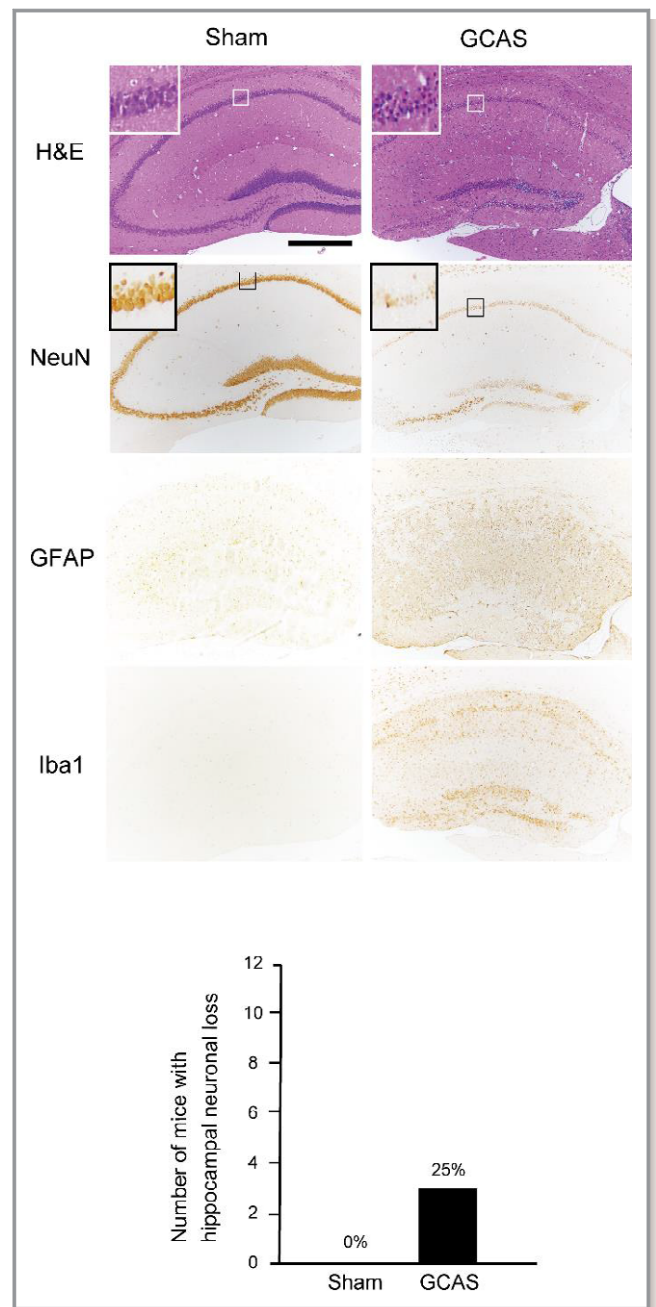 Sham GCAS
H&E
NeuN
GFAP
Iba1
Number of mice with
hippocampal neuronal loss
12
10
8
6
4
2
0
0%
25%
Sham GCAS